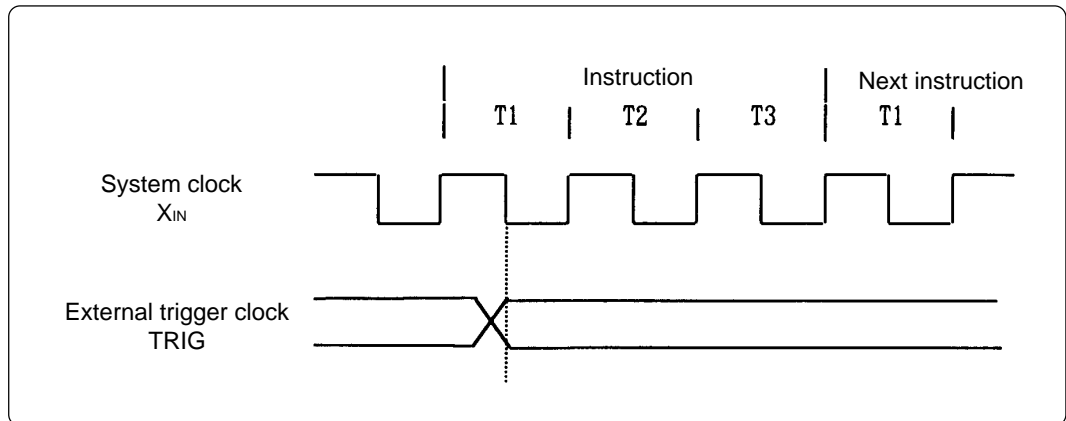 Instruction
Next instruction
T1
T2
T3
T1
System clock
XIN
External trigger clock
TRIG